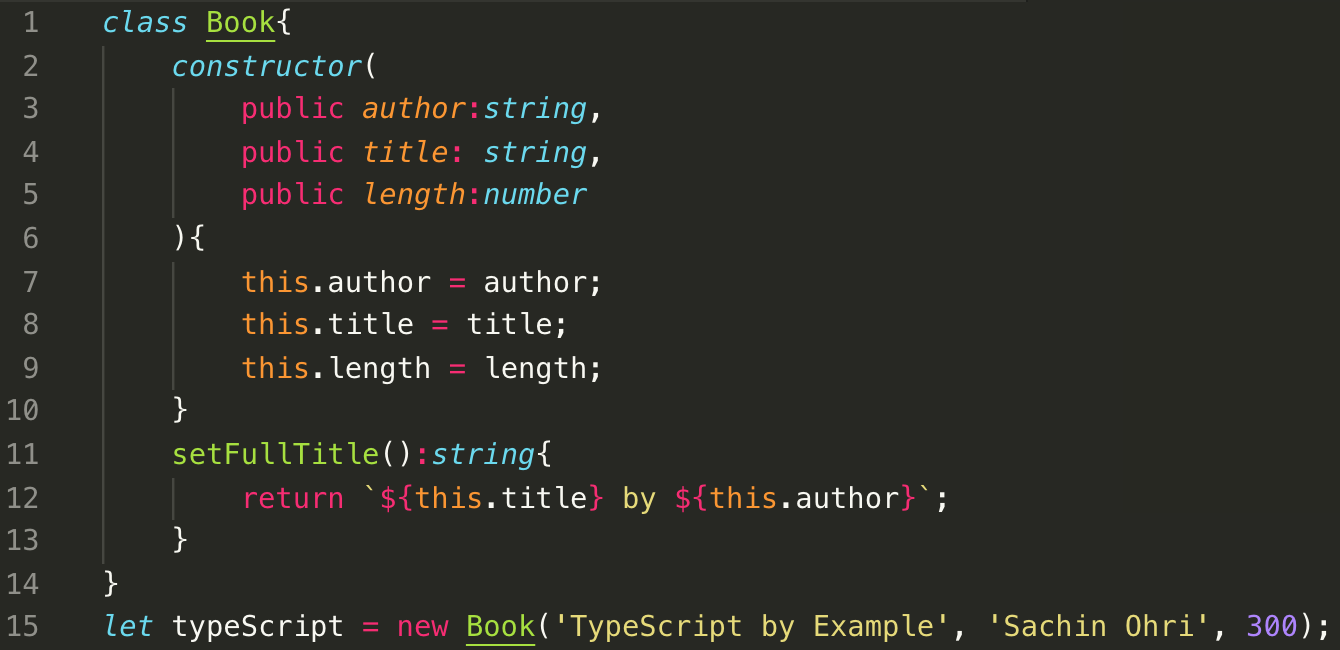 1 class Book{
2 constructor(
3 public author:string,
4 public title: string,
5 public length:number
6 ){
7 this.author = author;
8 this.title = title;
9 this.length = length;
10 }
11 setFullTitle():string{
12 return `${this.title} by ${this.author}`;
13 }
14 }
15 let typeScript = new Book('TypeScript by Example', 'Sachin Ohri', 300);